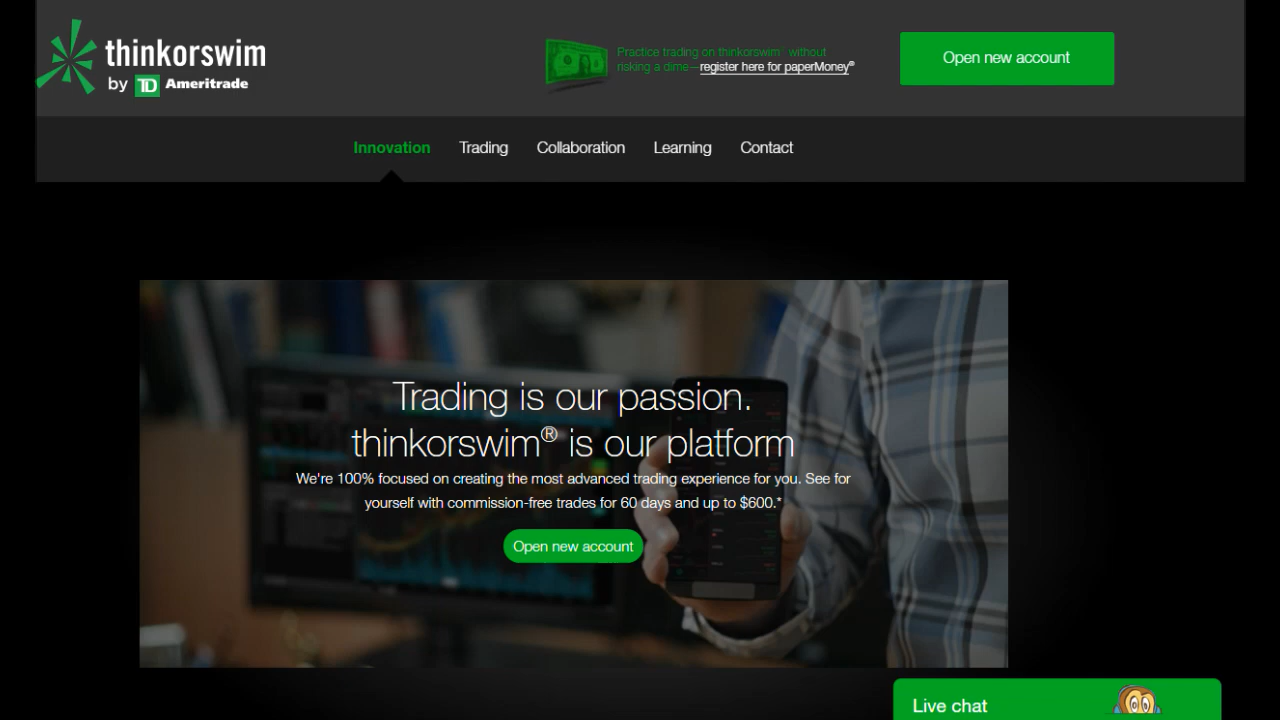 thinkorswim
by TD Ameritrade
Practice trading on thinkorswim without
risking a dime—register here for paperMoney®
Open new account
Innovation Trading Collaboration Learning Contact
Trading is our passion.
thinkorswim® is our platform
We're 100% focused on creating the most advanced trading experience for you. See for
yourself with commission-free trades for 60 days and up to $600.*
Open new account
Live chat